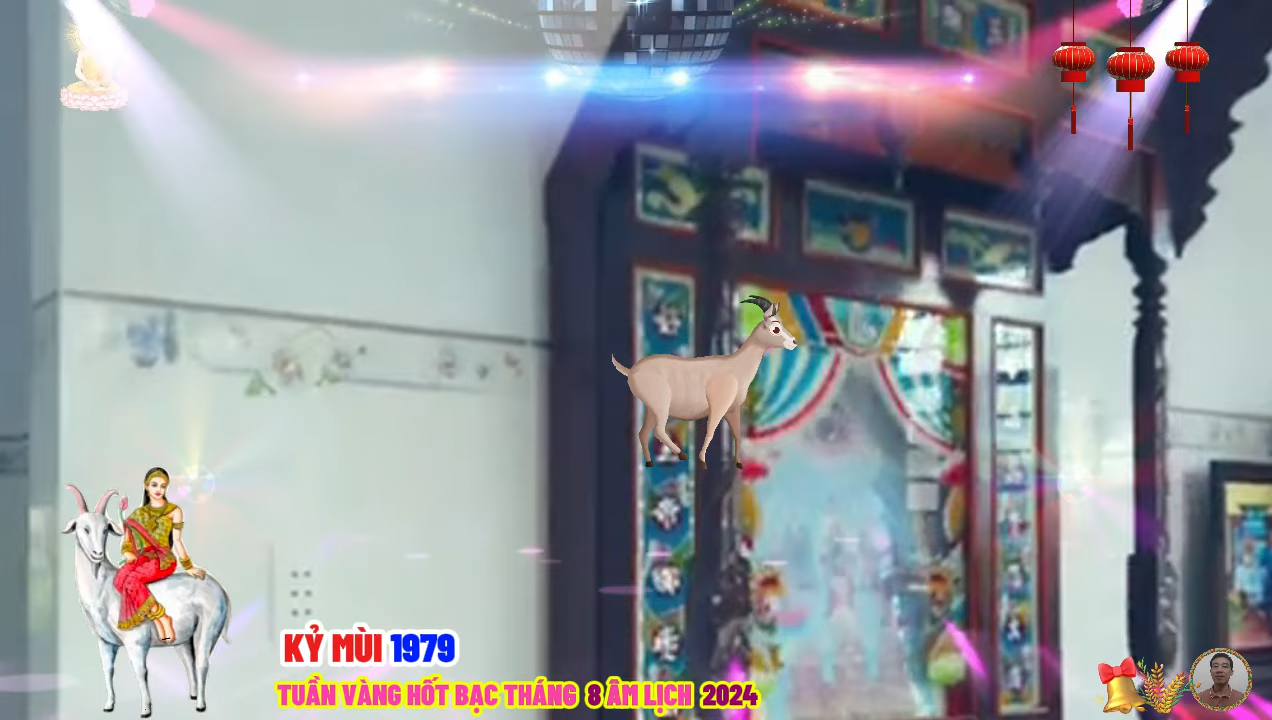 KỶ MÙI 1979
TUẦN VÀNG HỐT BẠC THÁNG 8 ÂM LỊCH 2024